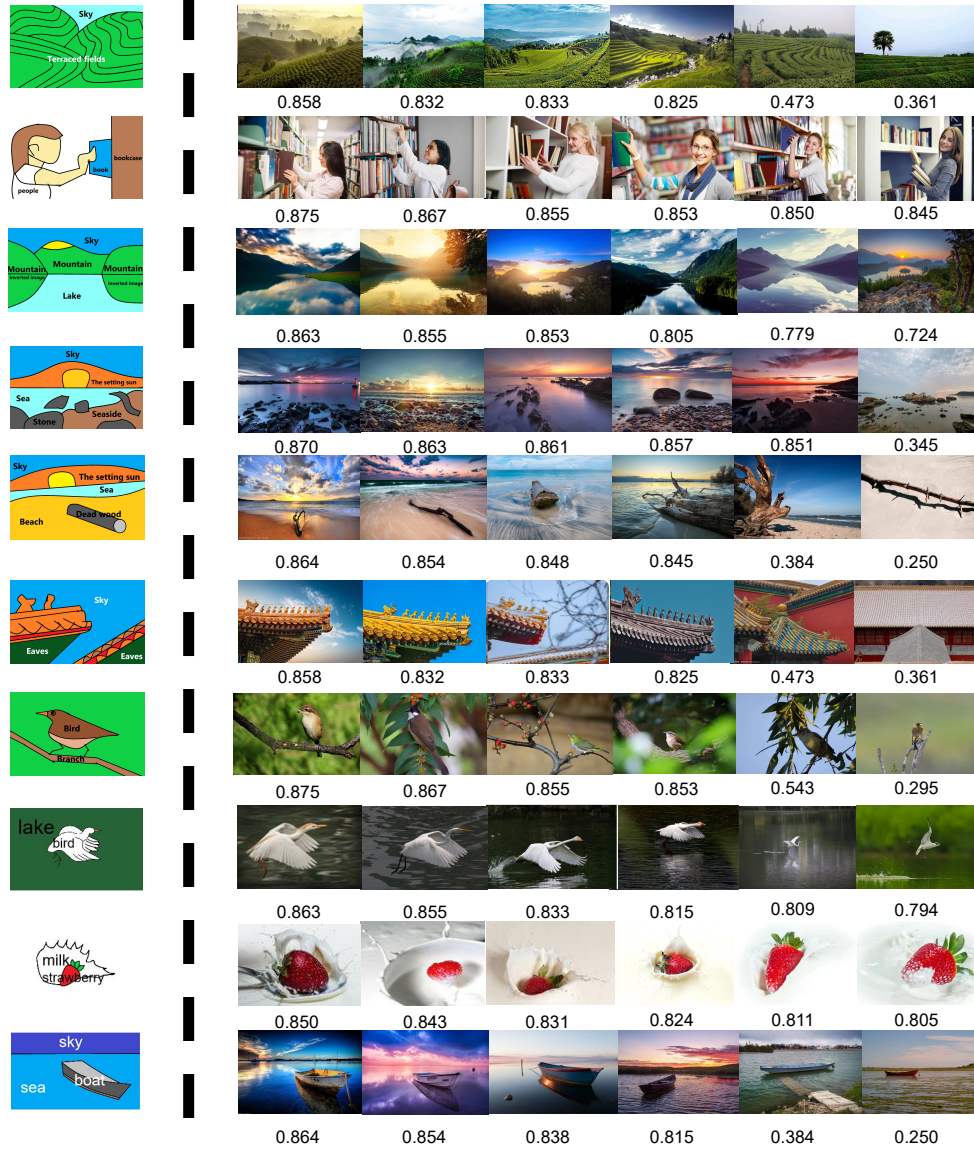 Sky
Terraced fields
0.858 0.832 0.833 0.825 0.473 0.361
bookcase
book
people
0.875 0.867 0.855 0.853 0.850 0.845
Sky
Mountain Mountain Mountain
inverted image inverted image
Lake
0.863 0.855 0.853 0.805 0.779 0.724
Sky
The setting sun
Sea
Seaside
Stone
0.870 0.863 0.861 0.857 0.851 0.345
Sky
The setting sun
Sea
Dead wood
Beach
0.864 0.854 0.848 0.845 0.384 0.250
Sky
Eaves
Eaves
0.858 0.832 0.833 0.825 0.473 0.361
Bird
Branch
0.875 0.867 0.855 0.853 0.543 0.295
lake
bird
0.863 0.855 0.833 0.815 0.809 0.794
milk
strawberry
0.850 0.843 0.831 0.824 0.811 0.805
sky
boat
sea
0.864 0.854 0.838 0.815 0.384 0.250